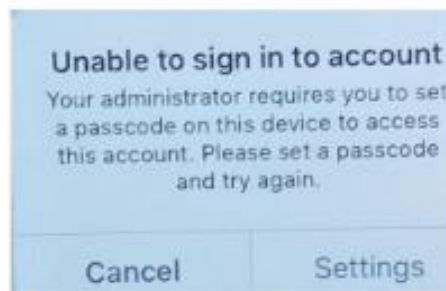 Unable to sign in to account
Your administrator requires you to set
a passcode on this device to access
this account. Please set a passcode
and try again.
Cancel
Settings